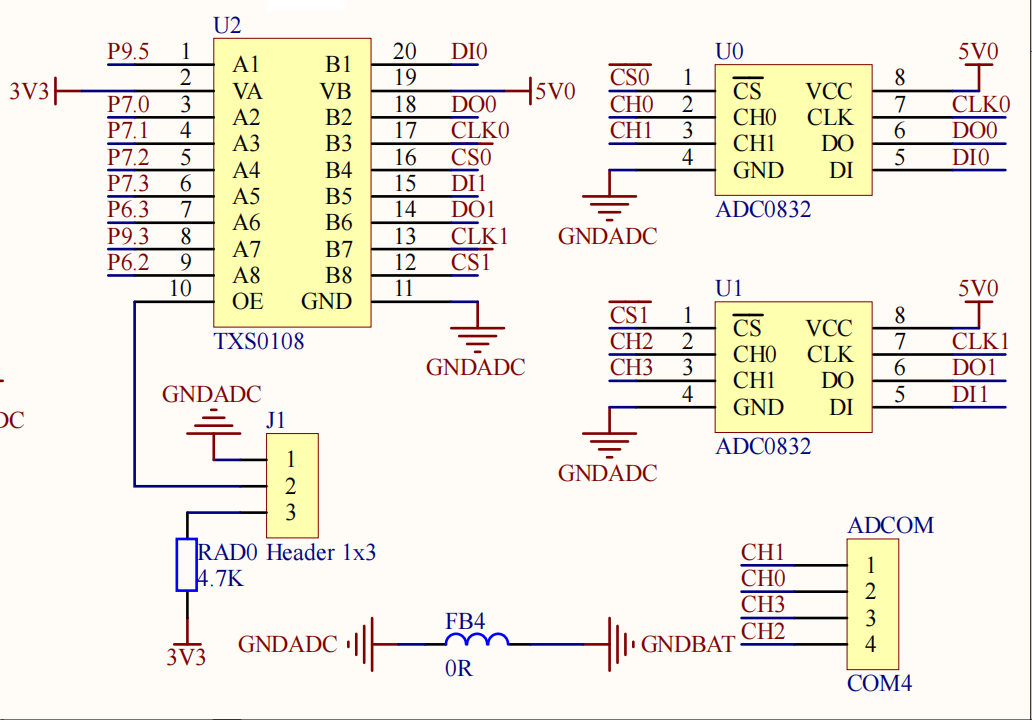 U2
P9.5 1 A1 B1 20 DI0
3V3 2 VA VB 19 5V0
P7.0 3 A2 B2 18 DO0
P7.1 4 A3 B3 17 CLK0
P7.2 5 A4 B4 16 CS0
P7.3 6 A5 B5 15 DI1
P6.3 7 A6 B6 14 DO1
P9.3 8 A7 B7 13 CLK1
P6.2 9 A8 B8 12 CS1
10 OE GND 11
TXS0108
GNDADC
U0
5V0
CS0 1 CS VCC 8
CH0 2 CH0 CLK 7 CLK0
CH1 3 CH1 DO 6 DO0
4 GND DI 5 DI0
ADC0832
GNDADC
U1
5V0
CS1 1 CS VCC 8
CH2 2 CH0 CLK 7 CLK1
CH3 3 CH1 DO 6 DO1
4 GND DI 5 DI1
ADC0832
GNDADC
GNDADC
J1
1
2
3
RAD0 Header 1x3
4.7K
3V3
GNDADC FB4 GNDBAT
0R
ADCOM
CH1 1
CH0 2
CH3 3
CH2 4
COM4